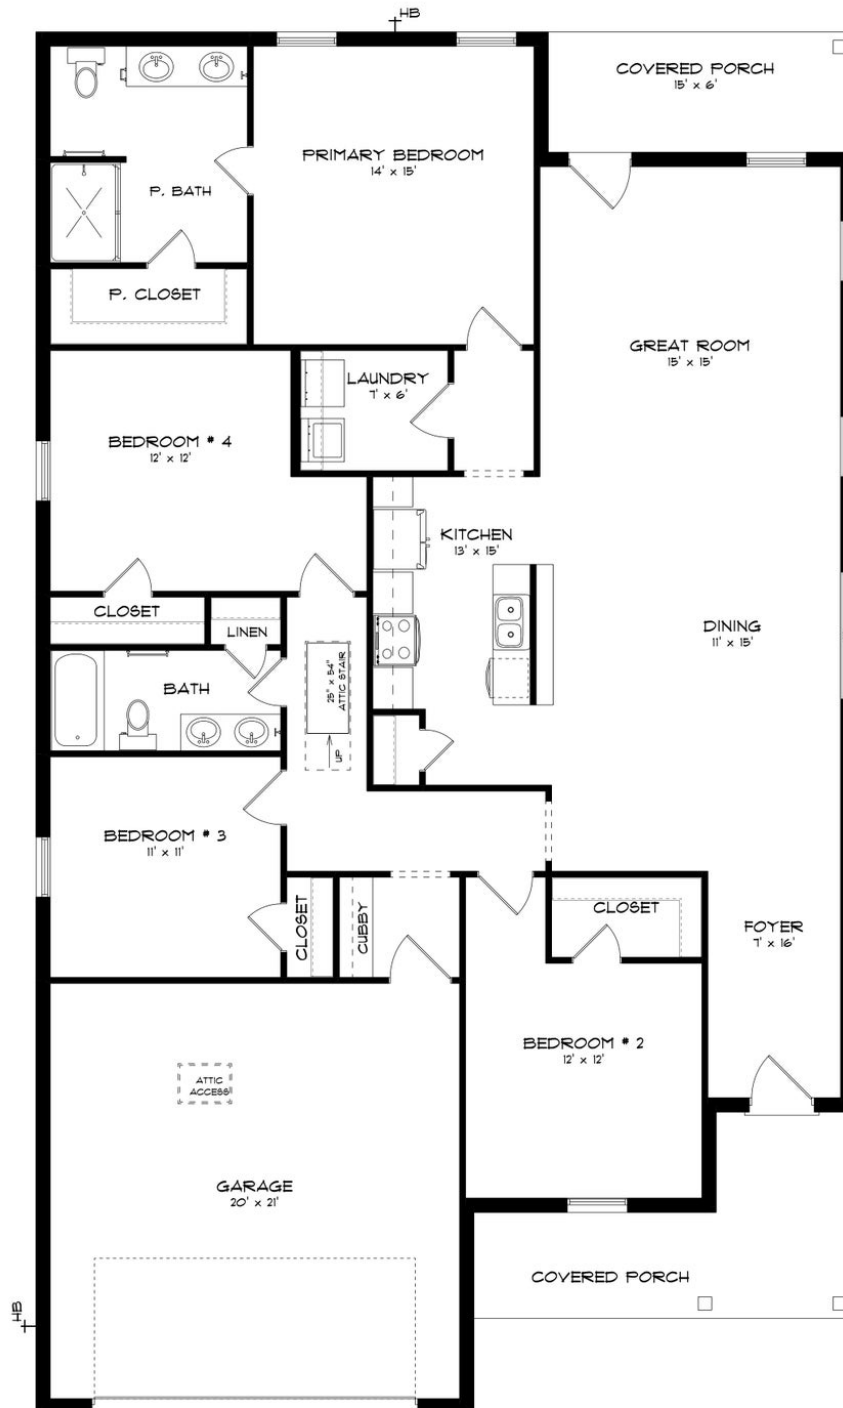 HB
COVERED PORCH
15' x 6'
PRIMARY BEDROOM
14' x 15'
P. BATH
P. CLOSET
GREAT ROOM
15' x 15'
LAUNDRY
7' x 6'
BEDROOM # 4
12' x 12'
KITCHEN
13' x 15'
CLOSET
LINEN
DINING
11' x 15'
BATH
25" x 54"
ATTIC STAIR
UP
BEDROOM # 3
11' x 11'
CLOSET
CUBBY
CLOSET
FOYER
7' x 16'
BEDROOM # 2
12' x 12'
ATTIC
ACCESS
GARAGE
20' x 21'
COVERED PORCH
HB